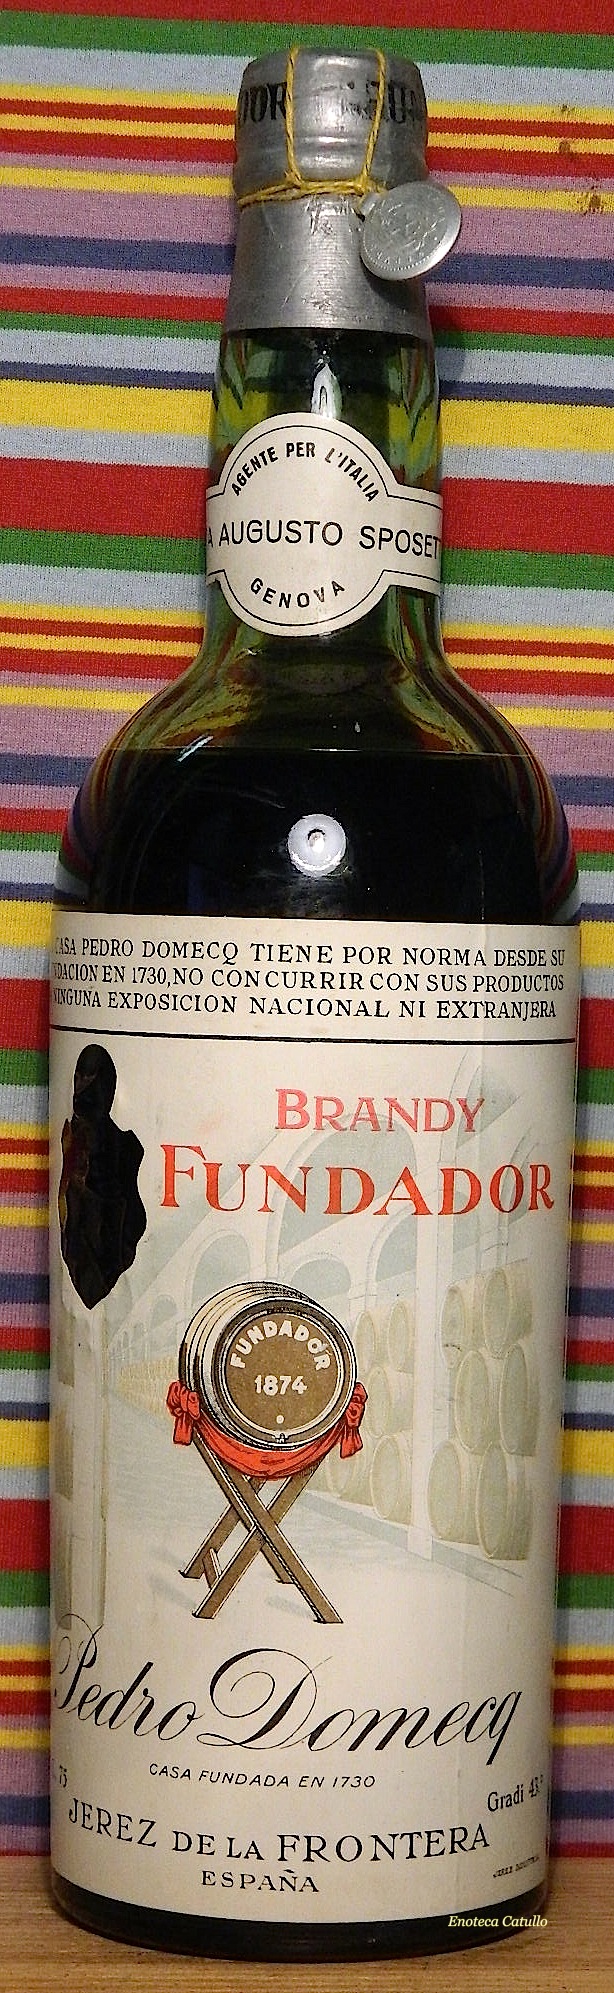 AGENTE PER L'ITALIA
A AUGUSTO SPOSET
GENOVA
CASA PEDRO DOMECQ TIENE POR NORMA DESDE SU
NDACION EN 1730, NO CONCURRIR CON SUS PRODUCTOS
NINGUNA EXPOSICION NACIONAL NI EXTRANJERA
BRANDY
FUNDADOR
FUNDADOR
1874
Pedro Domecq
CASA FUNDADA EN 1730
75
Gradi 43°
JEREZ DE LA FRONTERA
ESPAÑA
Enoteca Catullo